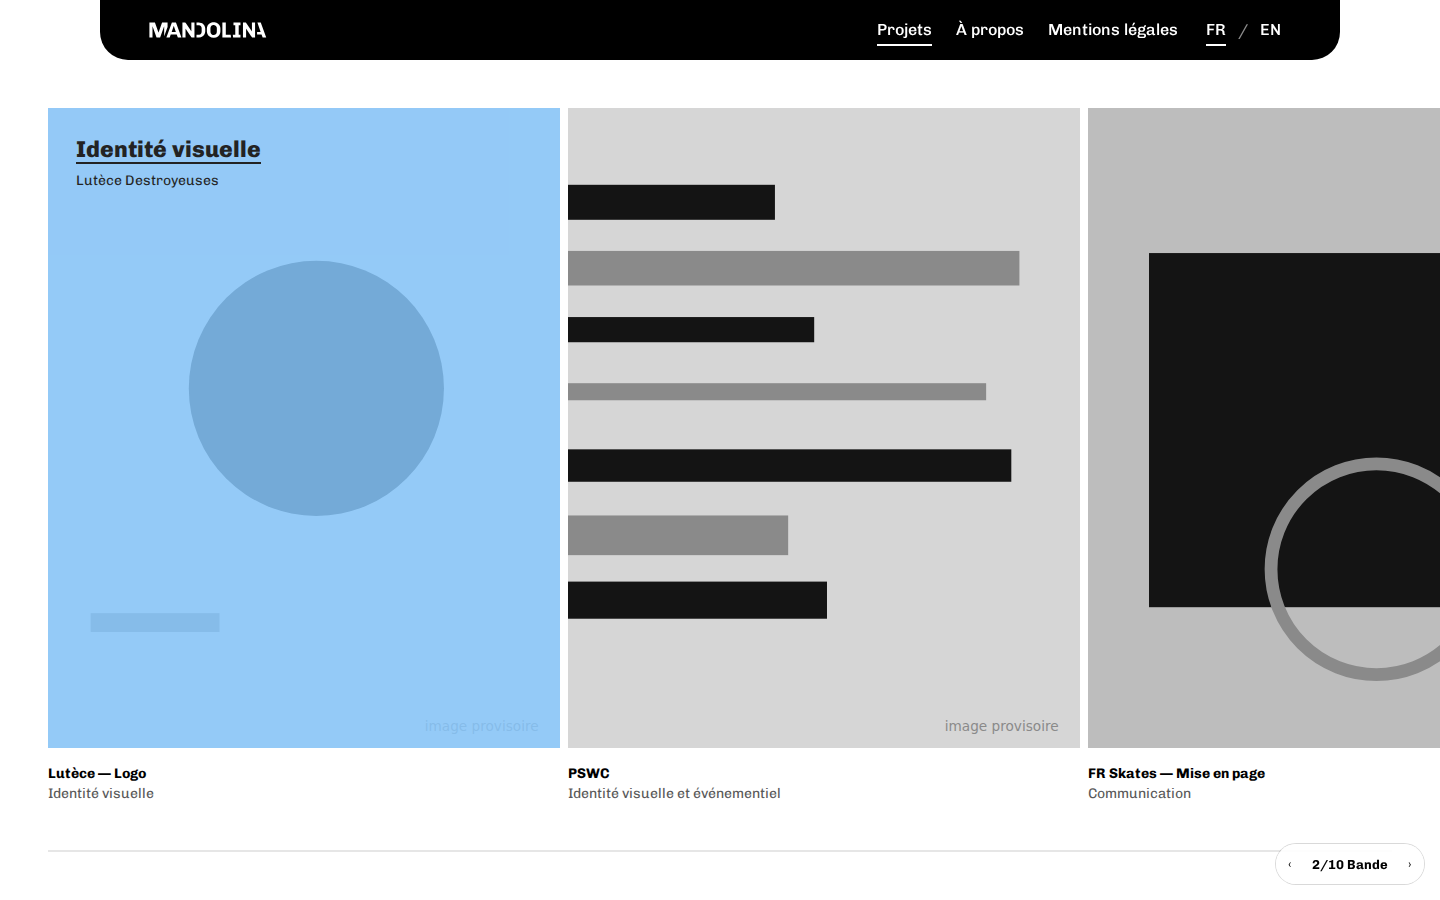 MANDOLINA
Projets
À propos
Mentions légales
FR / EN
Identité visuelle
Lutèce Destroyeuses
image provisoire
image provisoire
Lutèce — Logo
Identité visuelle
PSWC
Identité visuelle et événementiel
FR Skates — Mise en page
Communication
‹ 2/10 Bande ›